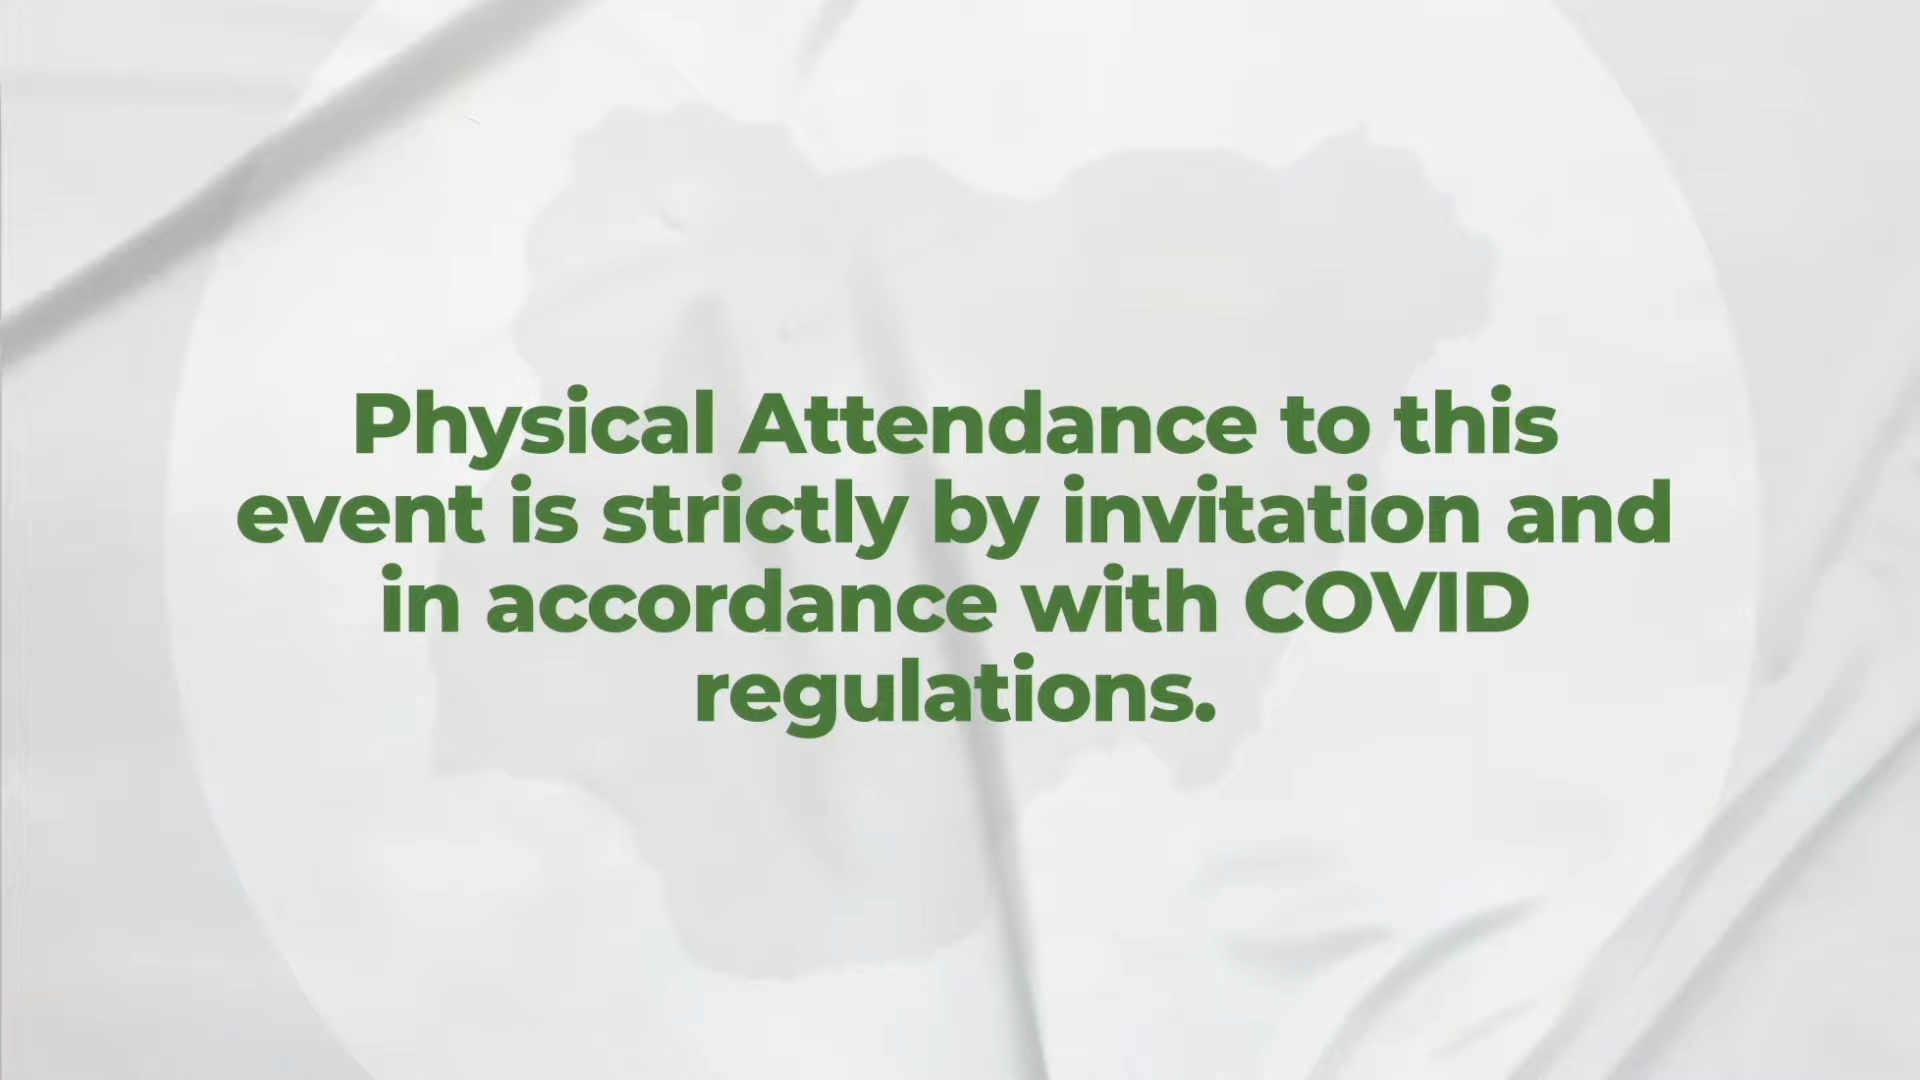 Physical Attendance to this
event is strictly by invitation and
in accordance with COVID
regulations.